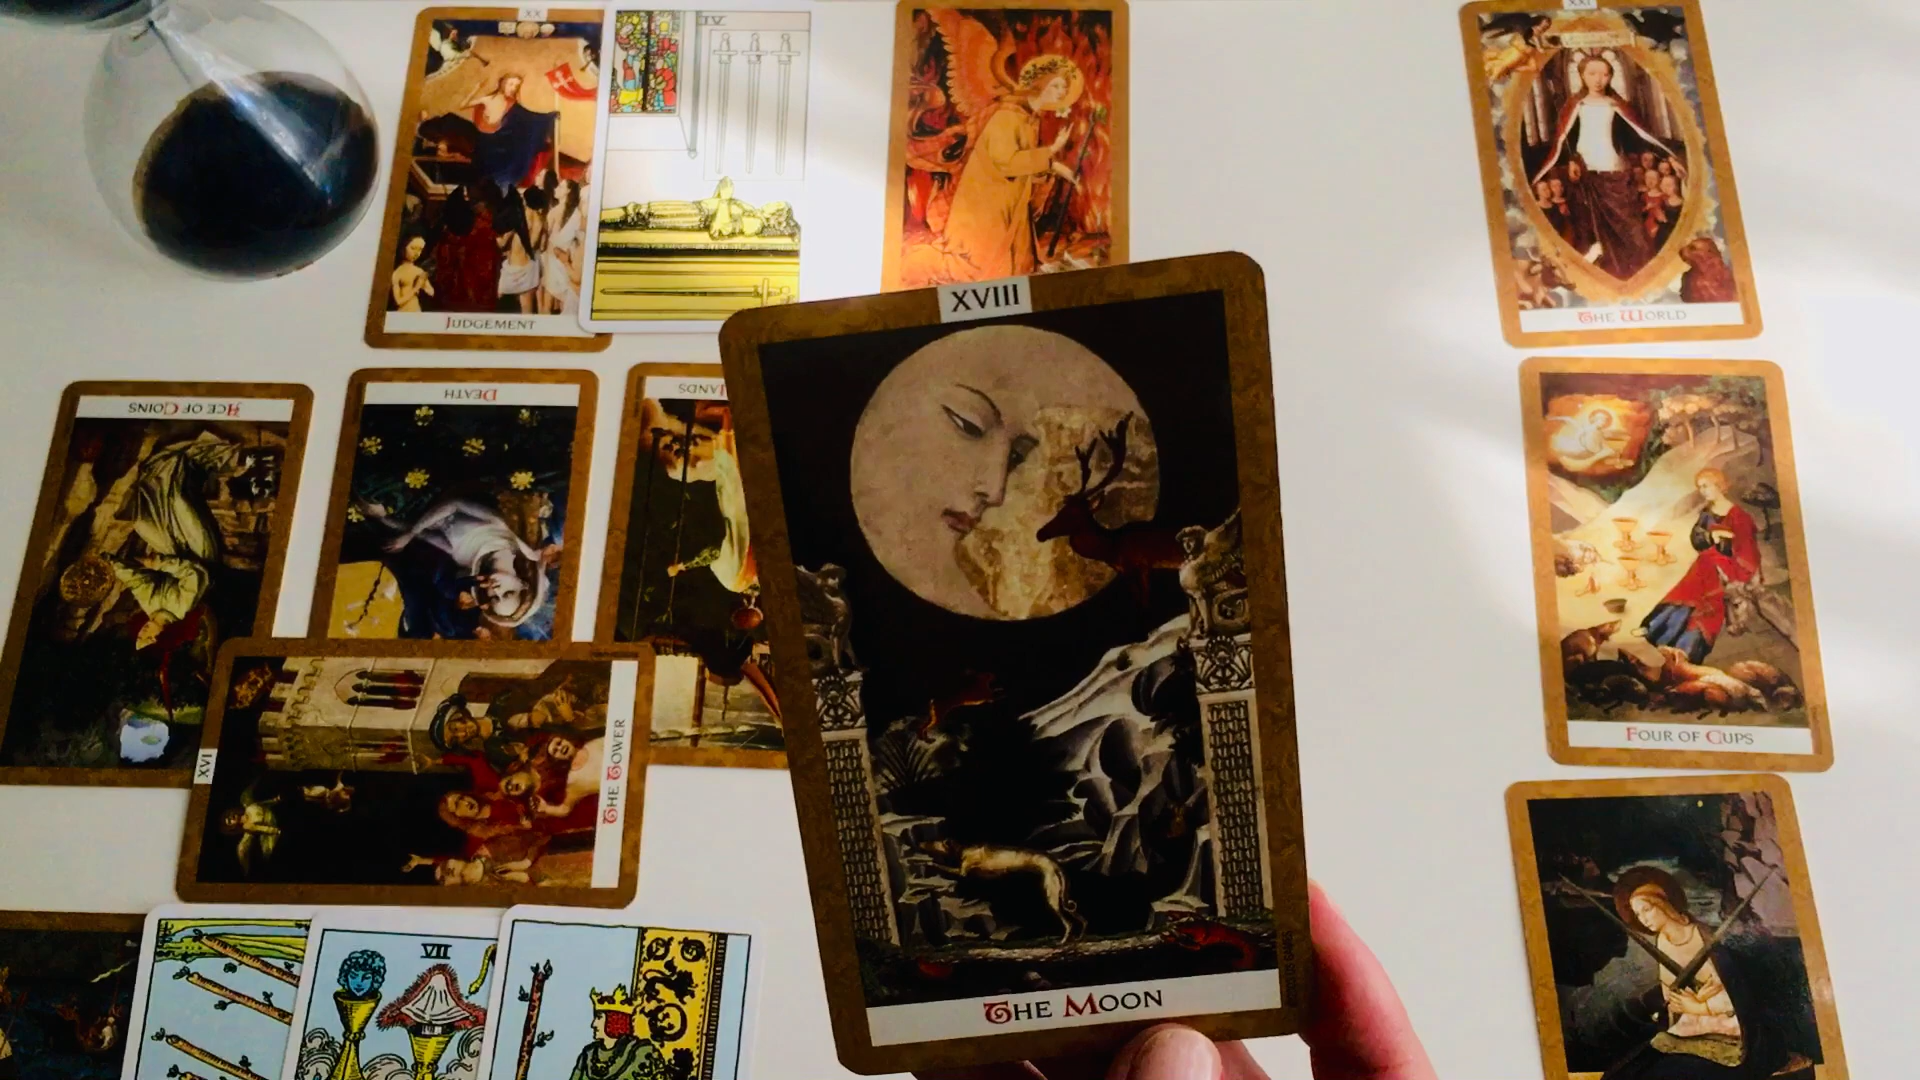 XX
JUDGEMENT
IV
XXI
THE WORLD
ACE OF COINS
DEATH
XVIII
THE MOON
XVI
THE TOWER
FOUR OF CUPS
VII